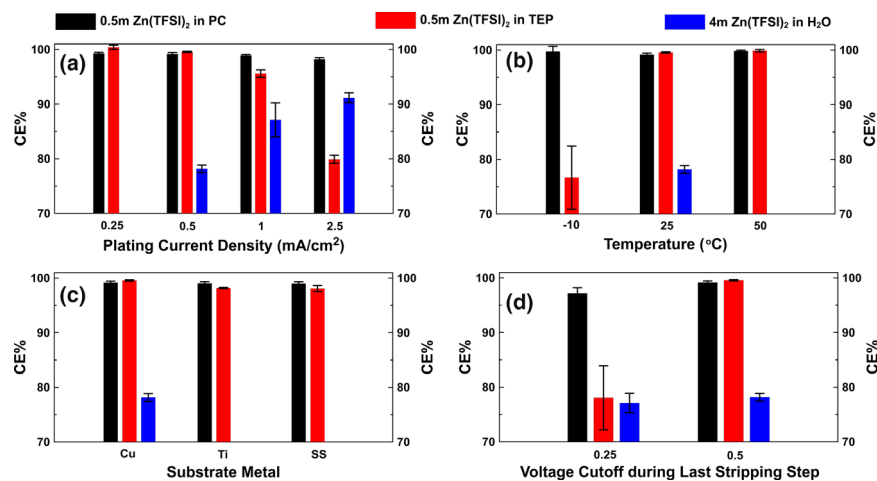 0.5m Zn(TFSI)₂ in PC 0.5m Zn(TFSI)₂ in TEP 4m Zn(TFSI)₂ in H₂O
(a)
CE%
100
90
80
70
100
90
80
70
CE%
0.25 0.5 1 2.5
Plating Current Density (mA/cm²)
(b)
CE%
100
90
80
70
100
90
80
70
CE%
-10 25 50
Temperature (°C)
(c)
CE%
100
90
80
70
100
90
80
70
CE%
Cu Ti SS
Substrate Metal
(d)
CE%
100
90
80
70
100
90
80
70
CE%
0.25 0.5
Voltage Cutoff during Last Stripping Step